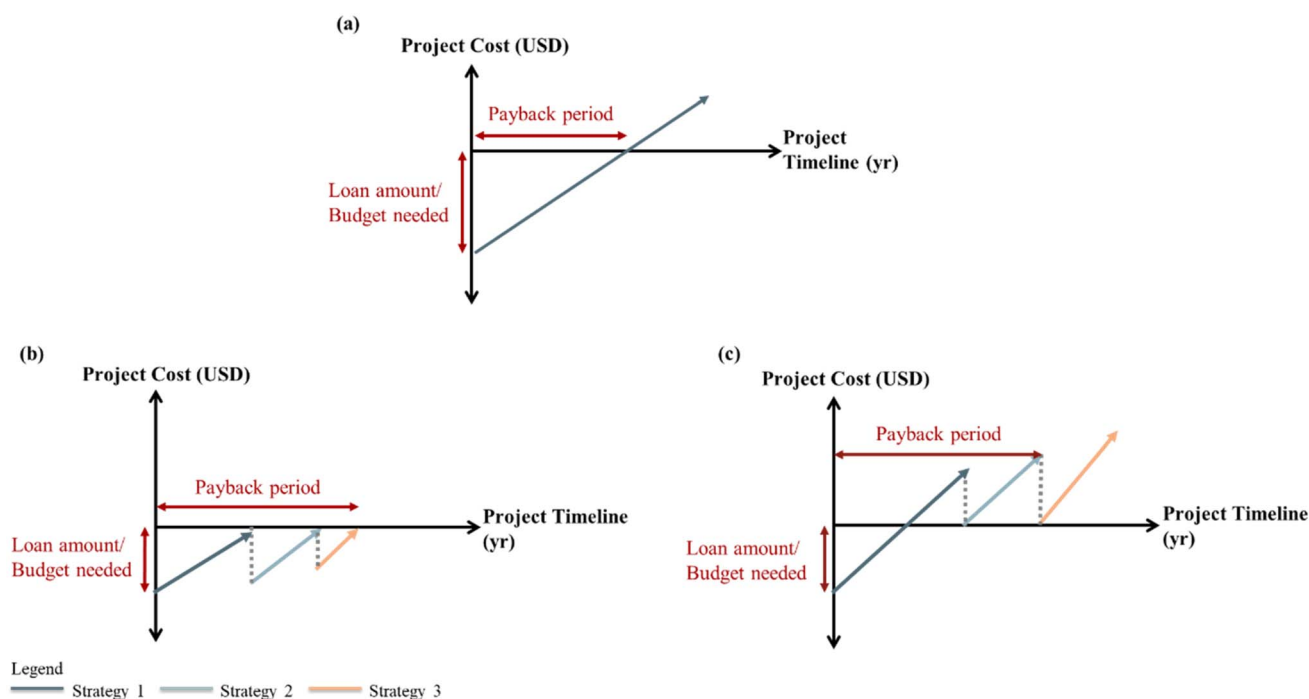 (a)
Project Cost (USD)
Payback period
Project
Timeline (yr)
Loan amount/
Budget needed
(b)
Project Cost (USD)
Payback period
Project Timeline
(yr)
Loan amount/
Budget needed
(c)
Project Cost (USD)
Payback period
Project Timeline
(yr)
Loan amount/
Budget needed
Legend
Strategy 1
Strategy 2
Strategy 3